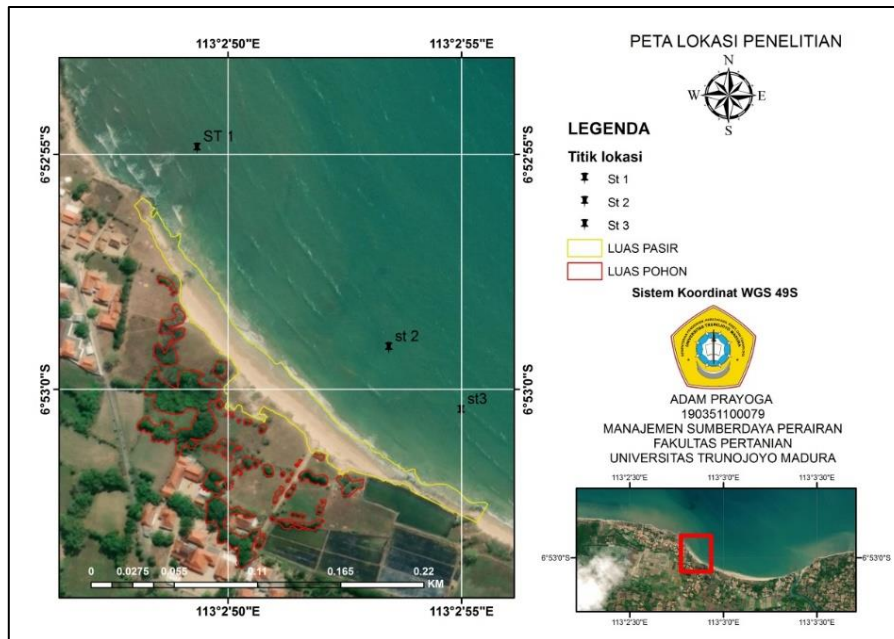 PETA LOKASI PENELITIAN
N
W E
S
LEGENDA
Titik lokasi
St 1
St 2
St 3
LUAS PASIR
LUAS POHON
Sistem Koordinat WGS 49S
UNIVERSITAS TRUNOJOYO MADURA
ADAM PRAYOGA
190351100079
MANAJEMEN SUMBERDAYA PERAIRAN
FAKULTAS PERTANIAN
UNIVERSITAS TRUNOJOYO MADURA
113°2'50"E 113°2'55"E
6°52'55"S 6°52'55"S
ST 1
st 2
6°53'0"S 6°53'0"S
st3
0 0.0275 0.055 0.11 0.165 0.22
KM
113°2'50"E 113°2'55"E
113°2'30"E 113°3'0"E 113°3'30"E
6°53'0"S 6°53'0"S
113°2'30"E 113°3'0"E 113°3'30"E